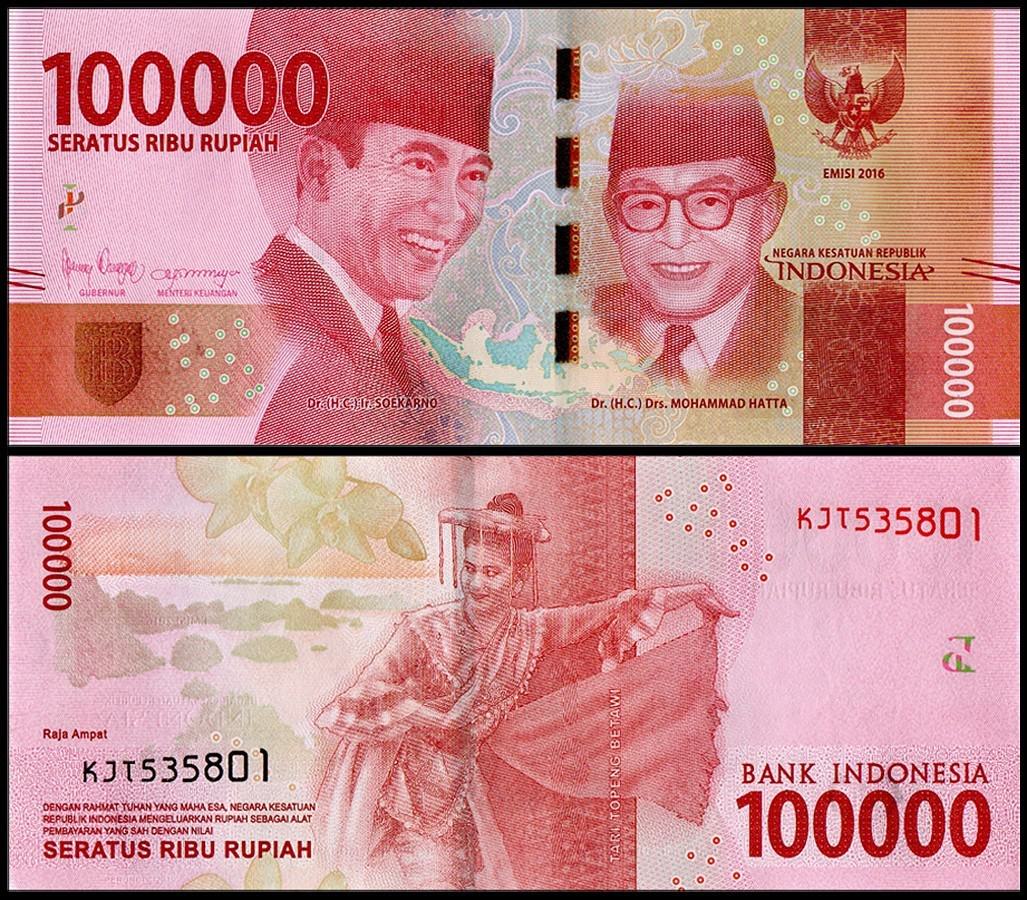 100000
SERATUS RIBU RUPIAH
EMISI 2016
NEGARA KESATUAN REPUBLIK
INDONESIA
GUBERNUR
MENTERI KEUANGAN
100000
Dr. (H.C.) Ir. SOEKARNO
Dr. (H.C.) Drs. MOHAMMAD HATTA
100000
KJT535801
Raja Ampat
KJT535801
DENGAN RAHMAT TUHAN YANG MAHA ESA, NEGARA KESATUAN
REPUBLIK INDONESIA MENGELUARKAN RUPIAH SEBAGAI ALAT
PEMBAYARAN YANG SAH DENGAN NILAI
SERATUS RIBU RUPIAH
TARI TOPENG BETAWI
BANK INDONESIA
100000